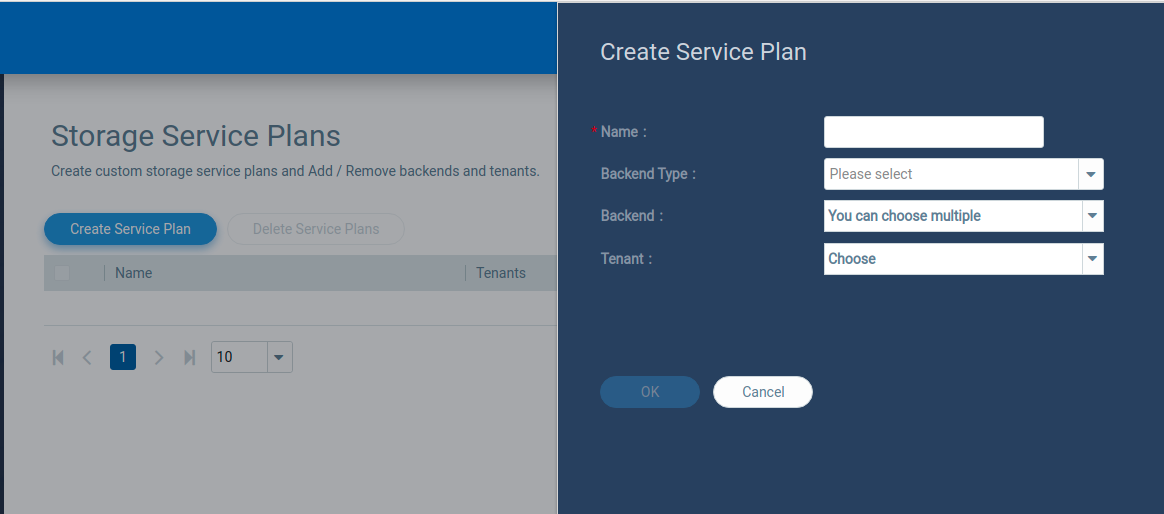 Storage Service Plans
Create custom storage service plans and Add / Remove backends and tenants.
Create Service Plan
Delete Service Plans
Name
Tenants
1
10
Create Service Plan
* Name :
Backend Type : Please select
Backend : You can choose multiple
Tenant : Choose
OK
Cancel